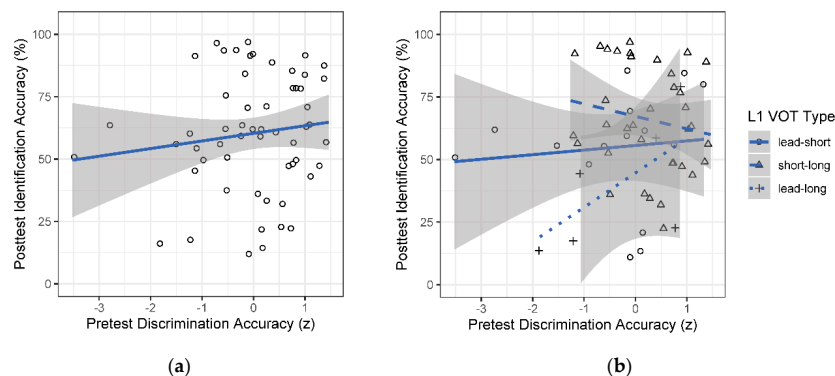 100
75
50
25
0
Posttest Identification Accuracy (%)
-3
-2
-1
0
1
Pretest Discrimination Accuracy (z)
(a)
100
75
50
25
0
Posttest Identification Accuracy (%)
-3
-2
-1
0
1
Pretest Discrimination Accuracy (z)
(b)
L1 VOT Type
lead-short
short-long
lead-long